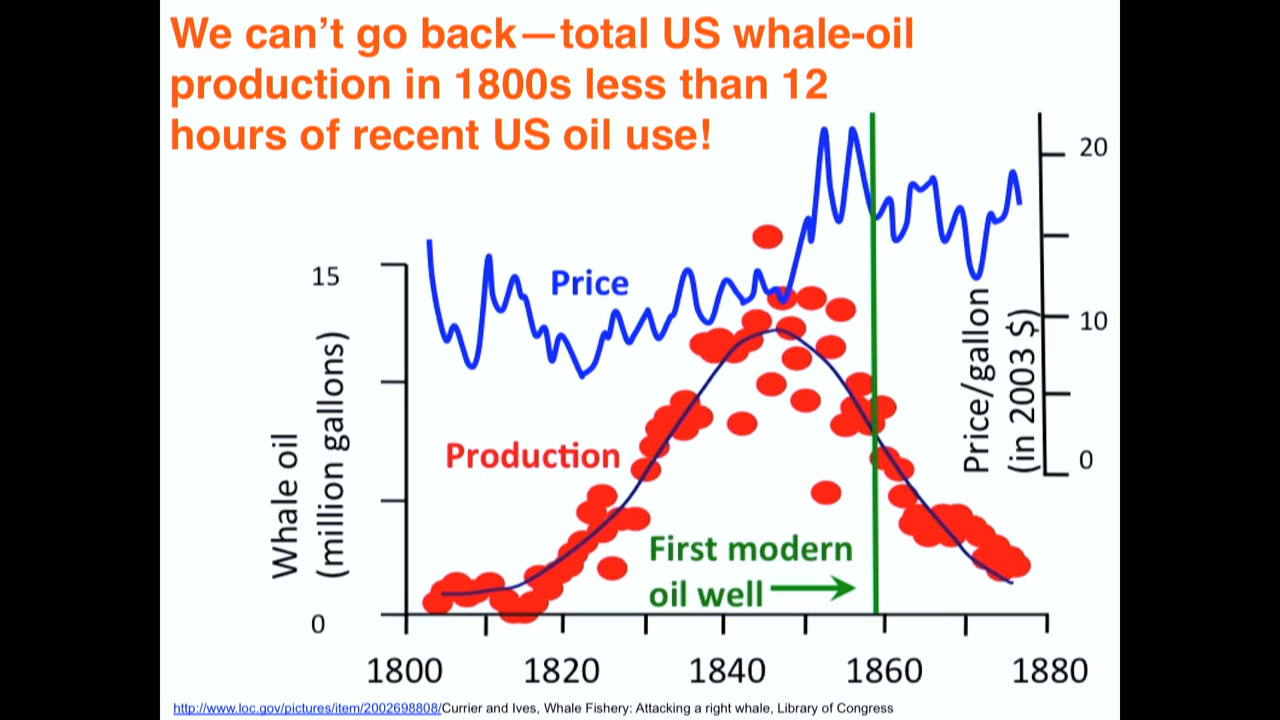 We can't go back—total US whale-oil
production in 1800s less than 12
hours of recent US oil use!
20
15
Price
10
Price/gallon
(in 2003 $)
Whale oil
(million gallons)
Production
0
First modern
oil well
0
1800
1820
1840
1860
1880
http://www.loc.gov/pictures/item/2002698808/Currier and Ives, Whale Fishery: Attacking a right whale, Library of Congress